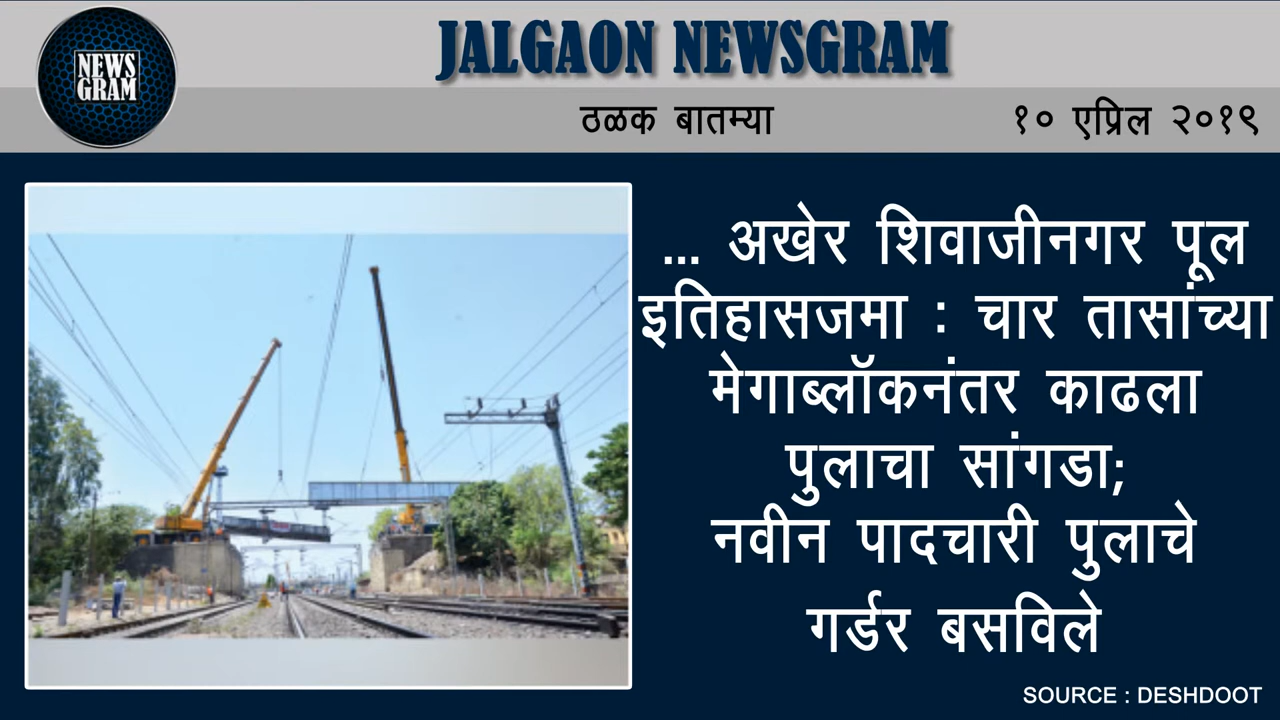 NEWS
GRAM
JALGAON NEWSGRAM
ठळक बातम्या
१० एप्रिल २०१९
... अखेर शिवाजीनगर पूल
इतिहासजमा : चार तासांच्या
मेगाब्लॉकनंतर काढला
पुलाचा सांगडा;
नवीन पादचारी पुलाचे
गर्डर बसविले
SOURCE : DESHDOOT